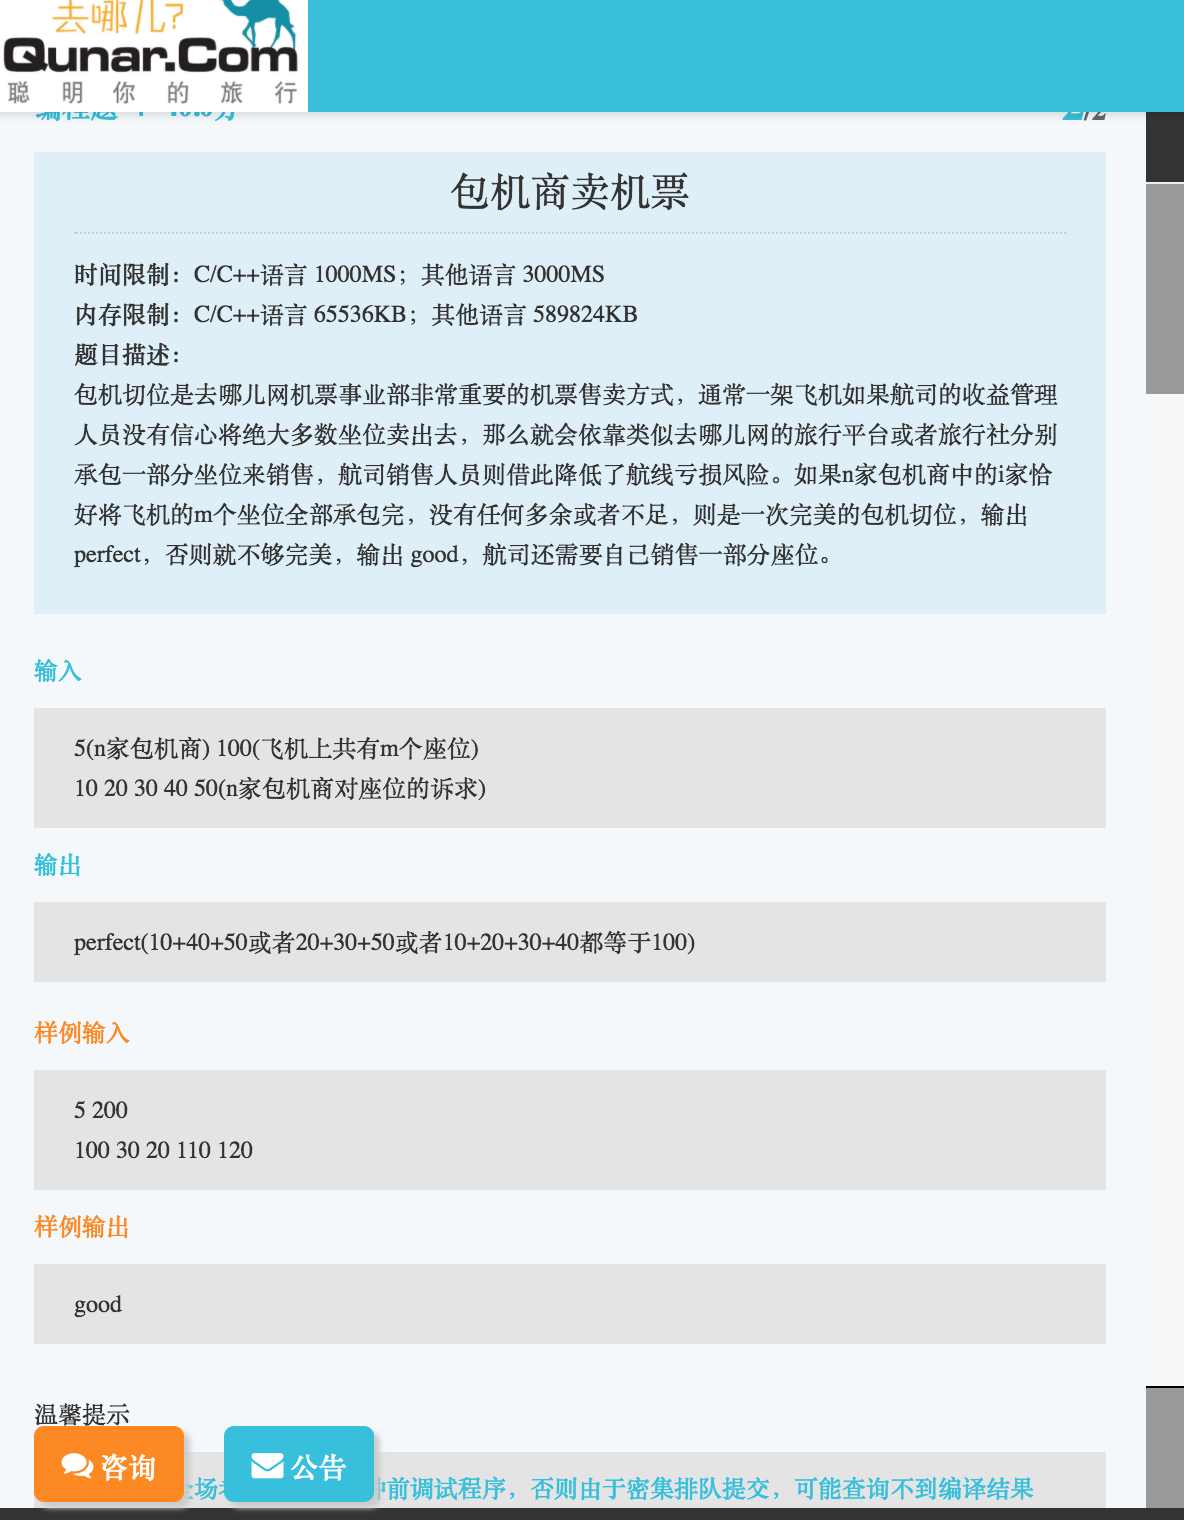 去哪儿?
Qunar.Com
聪明你的旅行
2/2
包机商卖机票
时间限制：C/C++语言 1000MS；其他语言 3000MS
内存限制：C/C++语言 65536KB；其他语言 589824KB
题目描述：
包机切位是去哪儿网机票事业部非常重要的机票售卖方式，通常一架飞机如果航司的收益管理
人员没有信心将绝大多数坐位卖出去，那么就会依靠类似去哪儿网的旅行平台或者旅行社分别
承包一部分坐位来销售，航司销售人员则借此降低了航线亏损风险。如果n家包机商中的i家恰
好将飞机的m个坐位全部承包完，没有任何多余或者不足，则是一次完美的包机切位，输出
perfect，否则就不够完美，输出 good，航司还需要自己销售一部分座位。
输入
5(n家包机商) 100(飞机上共有m个座位)
10 20 30 40 50(n家包机商对座位的诉求)
输出
perfect(10+40+50或者20+30+50或者10+20+30+40都等于100)
样例输入
5 200
100 30 20 110 120
样例输出
good
温馨提示
咨询
公告
前调试程序，否则由于密集排队提交，可能查询不到编译结果